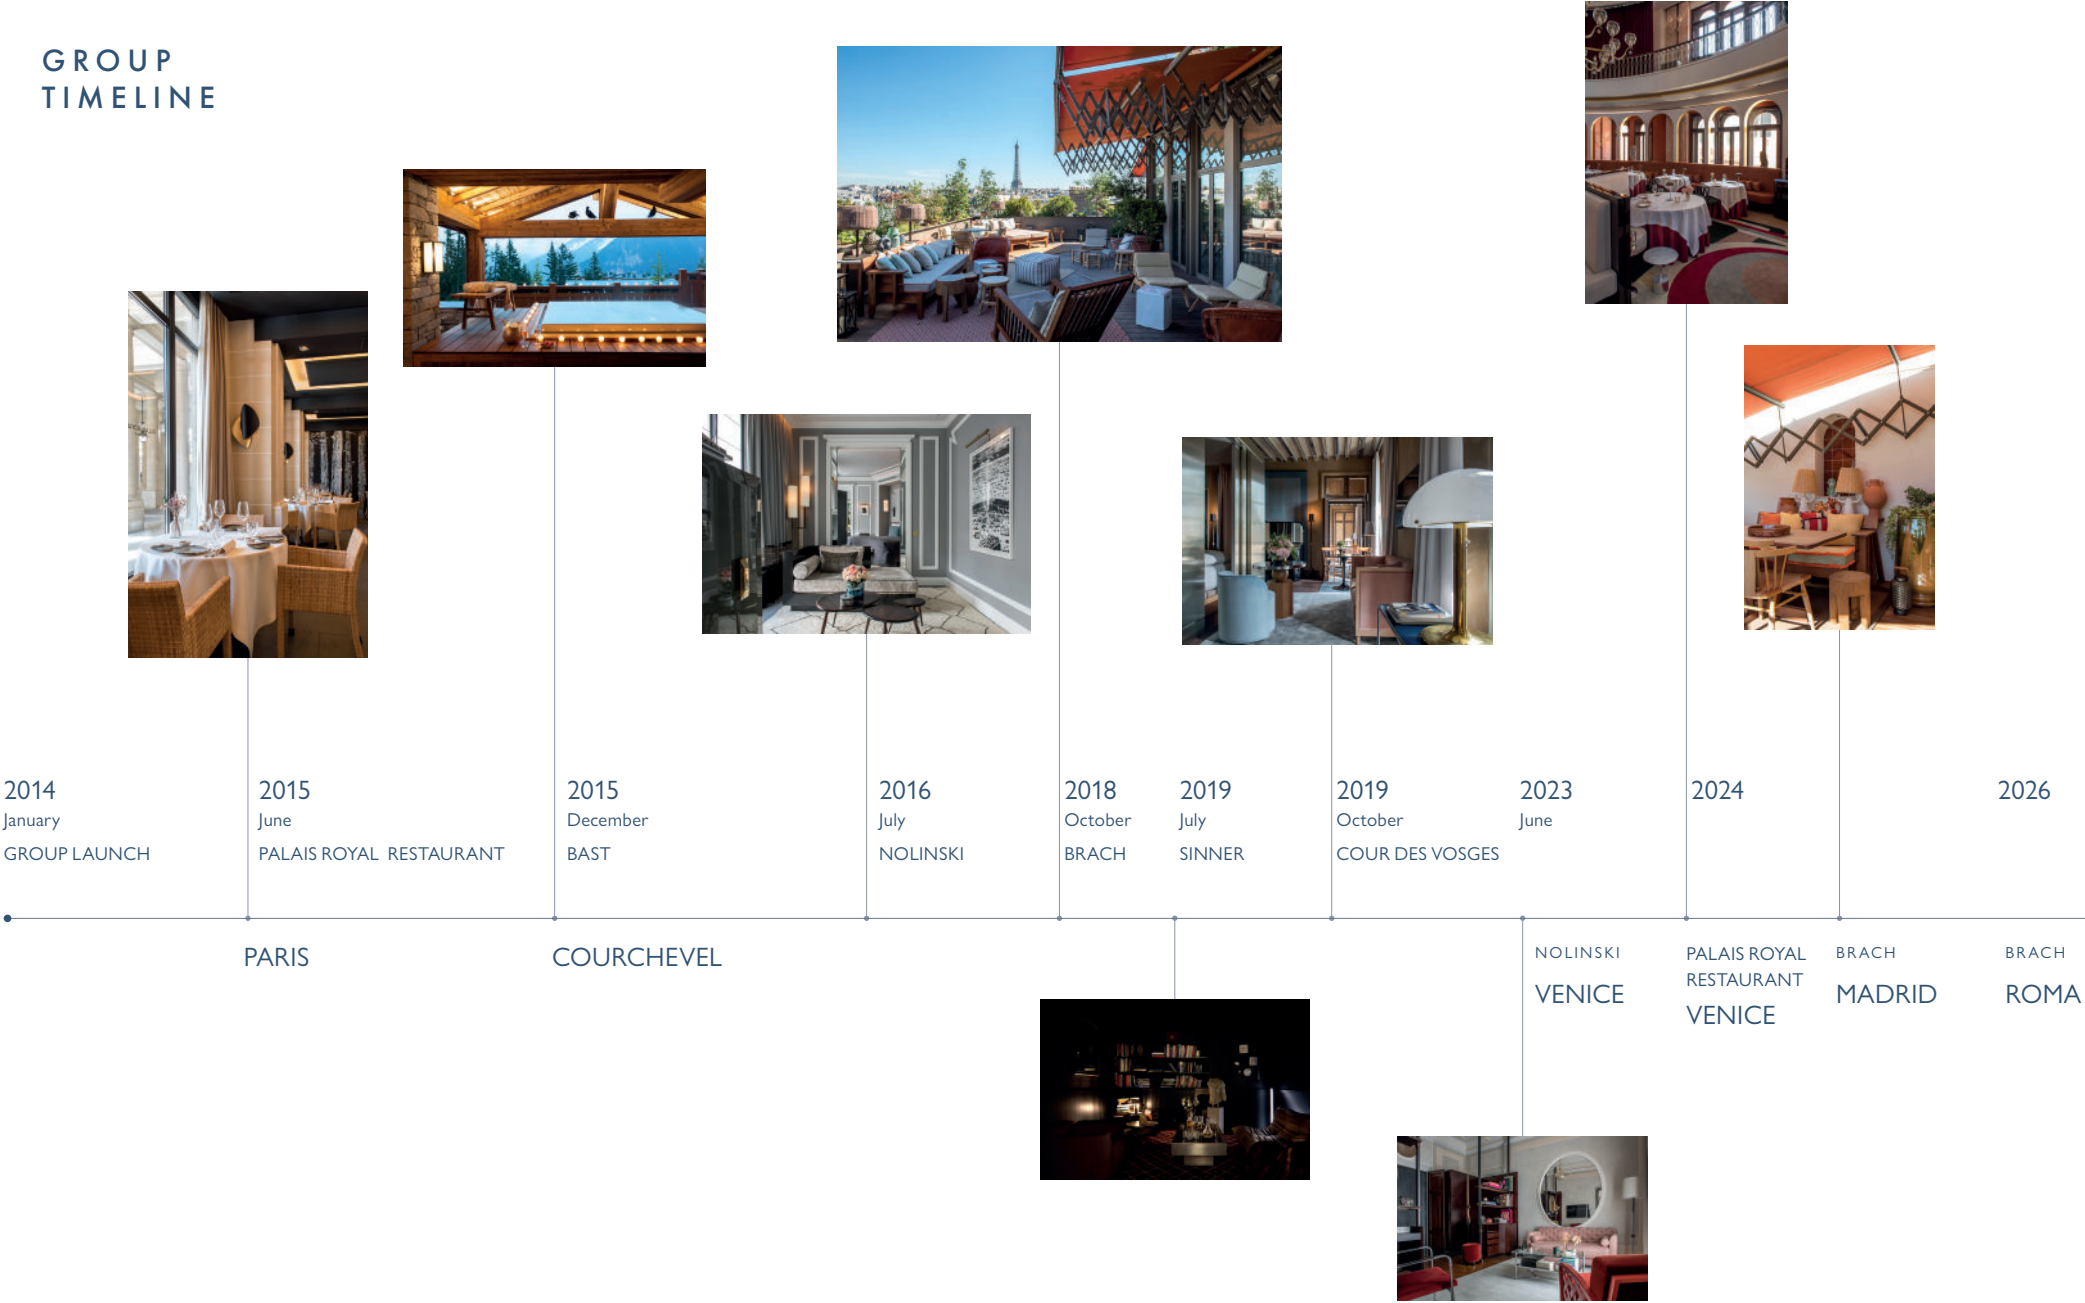 GROUP
TIMELINE
2014
January
GROUP LAUNCH
2015
June
PALAIS ROYAL RESTAURANT
2015
December
BAST
2016
July
NOLINSKI
2018
October
BRACH
2019
July
SINNER
2019
October
COUR DES VOSGES
2023
June
2024
2026
PARIS
COURCHEVEL
NOLINSKI
VENICE
PALAIS ROYAL
RESTAURANT
VENICE
BRACH
MADRID
BRACH
ROMA